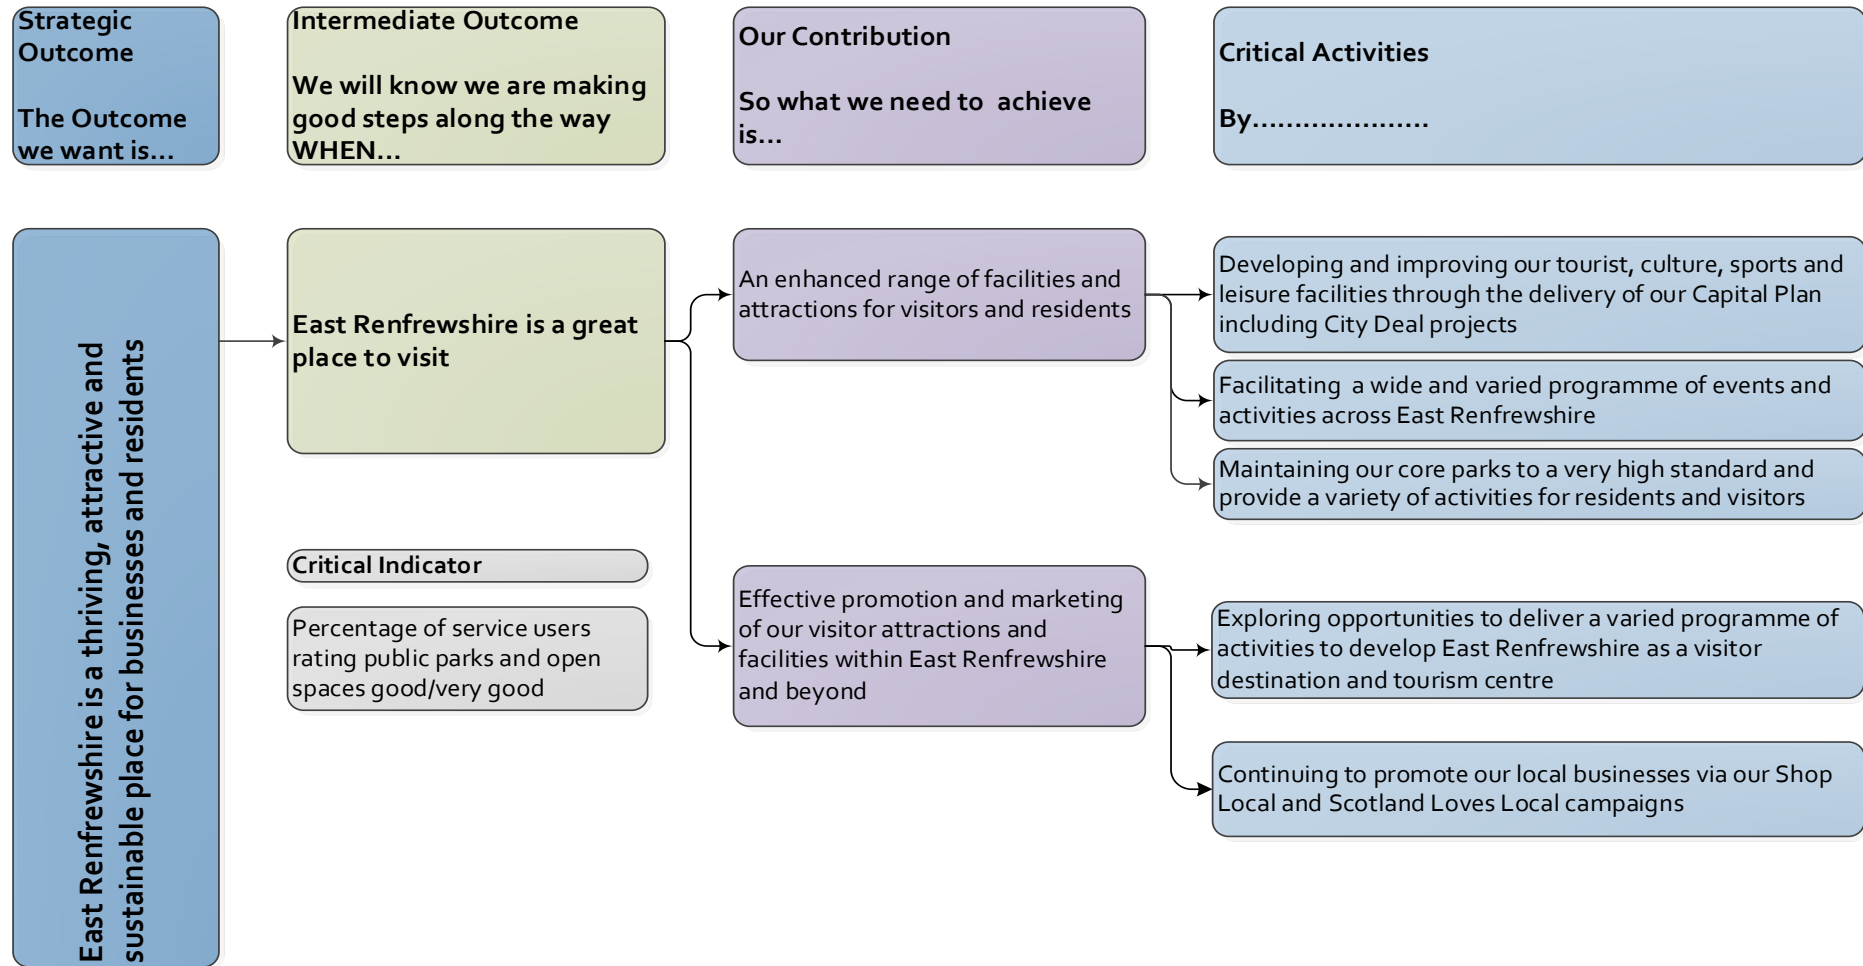 Strategic
Outcome
The Outcome
we want is...
Intermediate Outcome
We will know we are making
good steps along the way
WHEN...
Our Contribution
So what we need to  achieve
is...
Critical Activities
By.....................
East Renfrewshire is a thriving, attractive and
sustainable place for businesses and residents
East Renfrewshire is a great
place to visit
Critical Indicator
Percentage of service users
rating public parks and open
spaces good/very good
An enhanced range of facilities and
attractions for visitors and residents
Effective promotion and marketing
of our visitor attractions and
facilities within East Renfrewshire
and beyond
Developing and improving our tourist, culture, sports and
leisure facilities through the delivery of our Capital Plan
including City Deal projects
Facilitating  a wide and varied programme of events and
activities across East Renfrewshire
Maintaining our core parks to a very high standard and
provide a variety of activities for residents and visitors
Exploring opportunities to deliver a varied programme of
activities to develop East Renfrewshire as a visitor
destination and tourism centre
Continuing to promote our local businesses via our Shop
Local and Scotland Loves Local campaigns